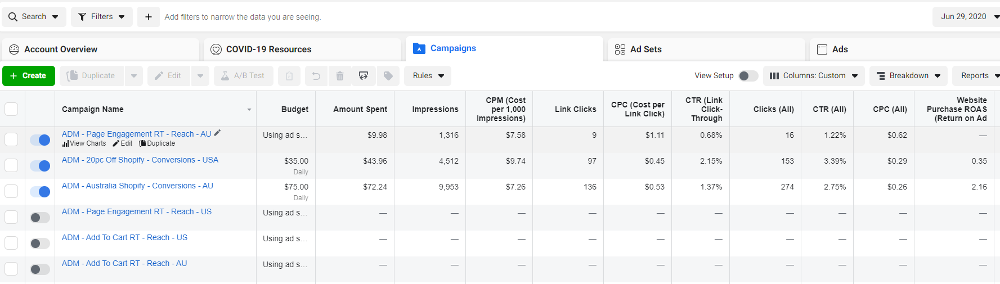 Search Filters + Add filters to narrow the data you are seeing. Jun 29, 2020
Account Overview COVID-19 Resources Campaigns Ad Sets Ads
+ Create Duplicate Edit A/B Test Rules View Setup Columns: Custom Breakdown Reports
Campaign Name Budget Amount Spent Impressions CPM (Cost per 1,000 Impressions) Link Clicks CPC (Cost per Link Click) CTR (Link Click-Through Clicks (All) CTR (All) CPC (All) Website Purchase ROAS (Return on Ad
ADM - Page Engagement RT - Reach - AU Using ad s... $9.98 1,316 $7.58 9 $1.11 0.68% 16 1.22% $0.62 —
View Charts Edit Duplicate
ADM - 20pc Off Shopify - Conversions - USA $35.00 $43.96 4,512 $9.74 97 $0.45 2.15% 153 3.39% $0.29 0.35
Daily
ADM - Australia Shopify - Conversions - AU $75.00 $72.24 9,953 $7.26 136 $0.53 1.37% 274 2.75% $0.26 2.16
Daily
ADM - Page Engagement RT - Reach - US Using ad s... — — — — — — — — — —
ADM - Add To Cart RT - Reach - US Using ad s... — — — — — — — — — —
ADM - Add To Cart RT - Reach - AU Using ad s... — — — — — — — — — —